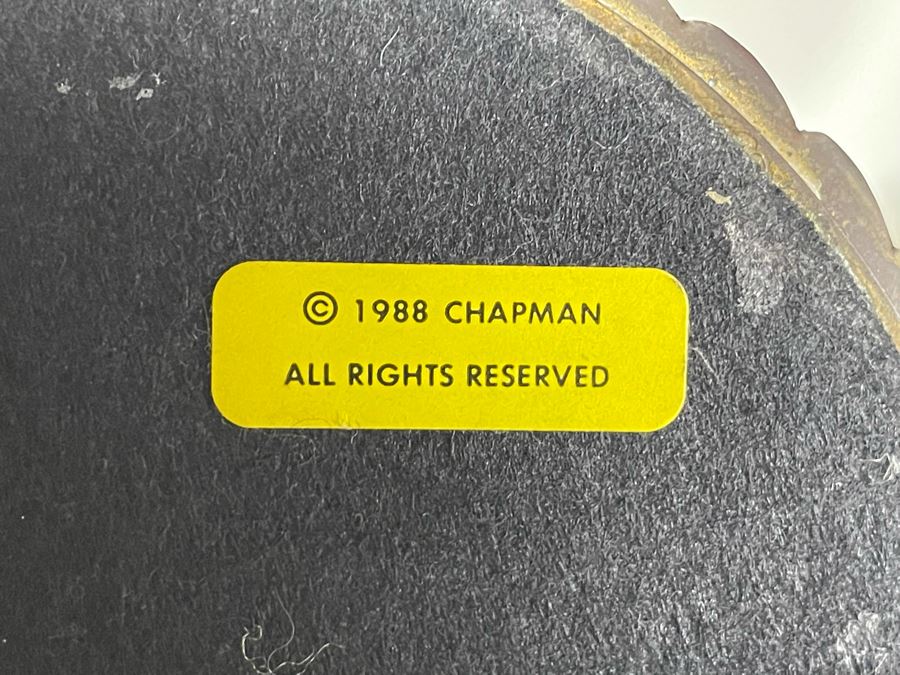 © 1988 CHAPMAN
ALL RIGHTS RESERVED